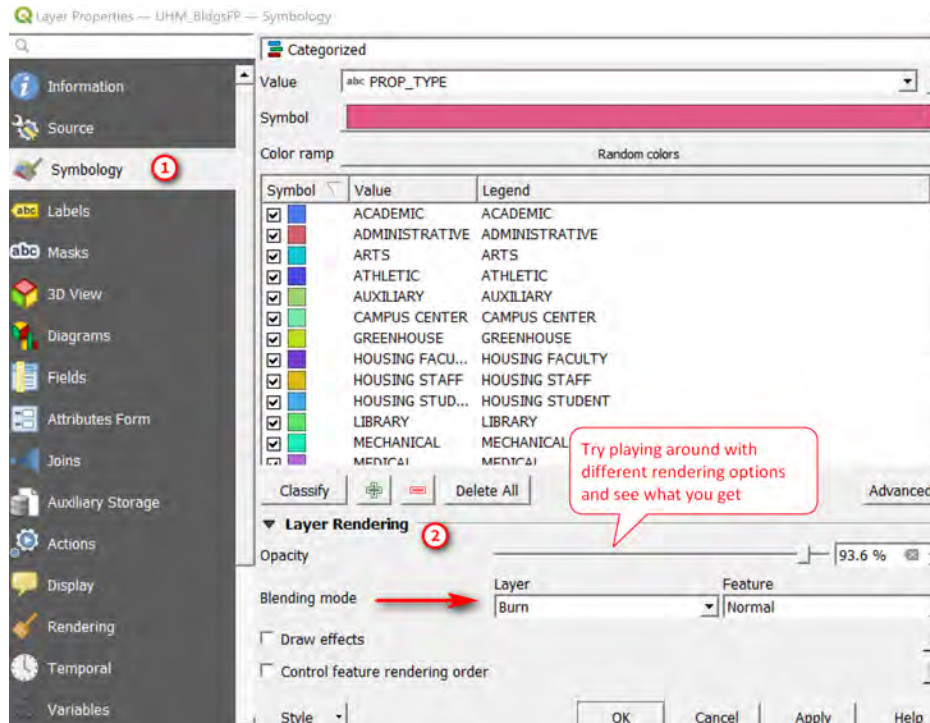 Layer Properties — UHM_BldgsFP — Symbology
Information
Source
Symbology
1
Labels
Masks
3D View
Diagrams
Fields
Attributes Form
Joins
Auxiliary Storage
Actions
Display
Rendering
Temporal
Variables
Categorized
Value abc PROP_TYPE
Symbol
Color ramp Random colors
Symbol Value Legend
ACADEMIC ACADEMIC
ADMINISTRATIVE ADMINISTRATIVE
ARTS ARTS
ATHLETIC ATHLETIC
AUXILIARY AUXILIARY
CAMPUS CENTER CAMPUS CENTER
GREENHOUSE GREENHOUSE
HOUSING FACU... HOUSING FACULTY
HOUSING STAFF HOUSING STAFF
HOUSING STUD... HOUSING STUDENT
LIBRARY LIBRARY
MECHANICAL MECHANICAL
MEDICAL MEDICAL
Try playing around with
different rendering options
and see what you get
Classify Delete All Advanced
Layer Rendering
2
Opacity 93.6 %
Layer Feature
Blending mode Burn Normal
Draw effects
Control feature rendering order
Style OK Cancel Apply Help